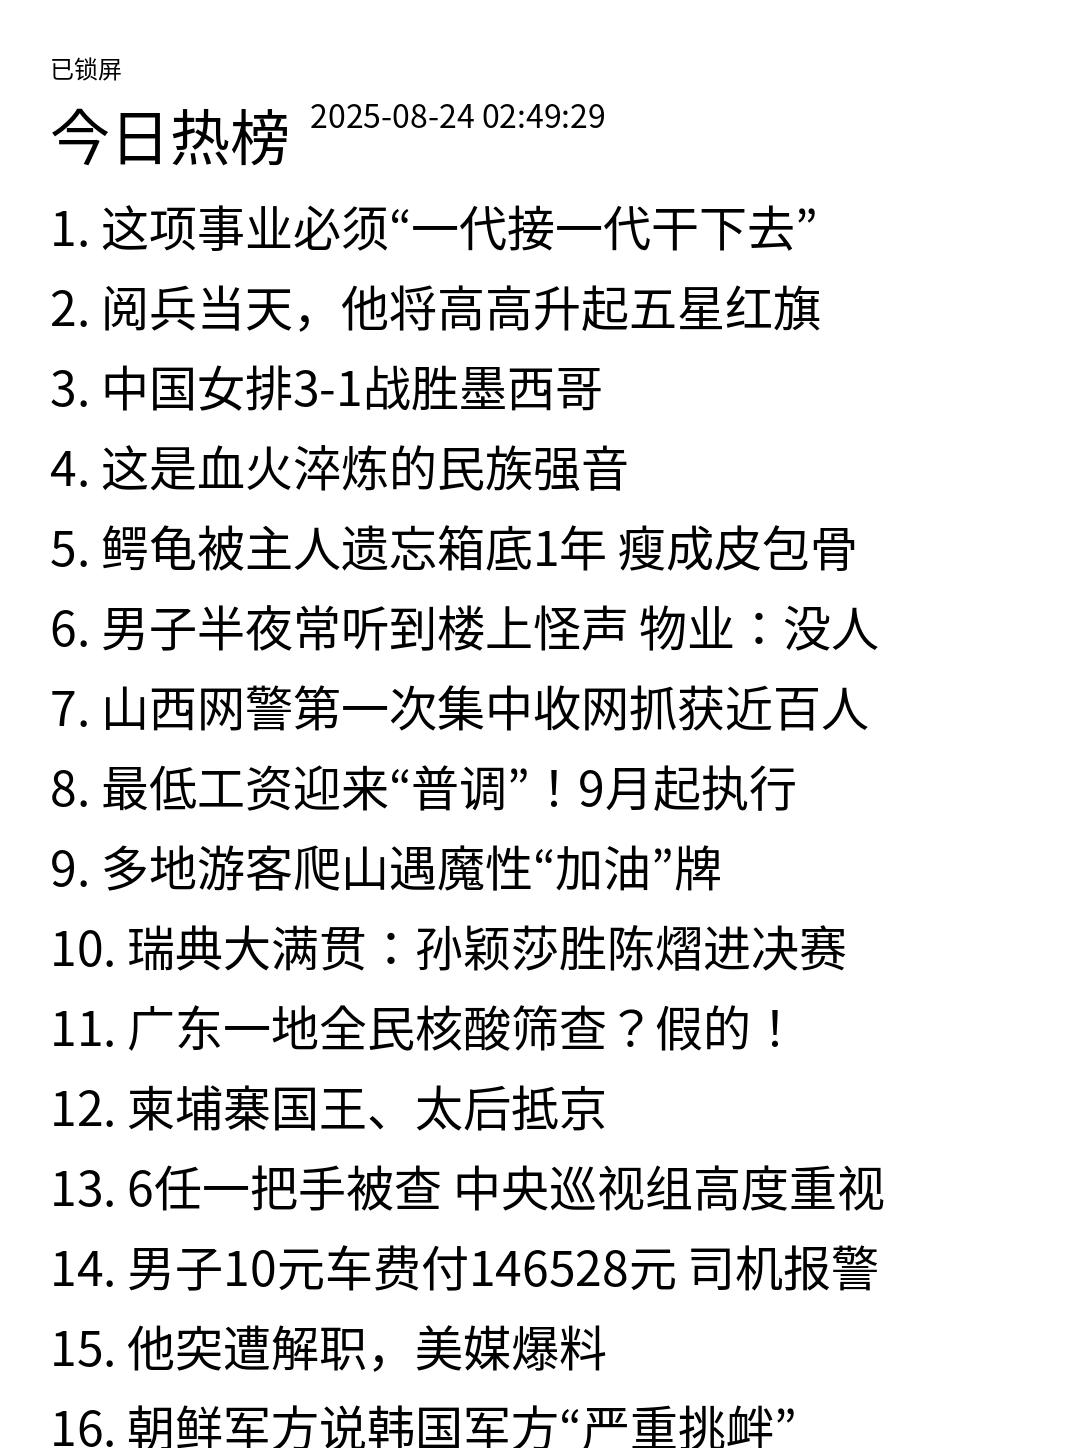 已锁屏
今日热榜 2025-08-24 02:49:29
1. 这项事业必须“一代接一代干下去”
2. 阅兵当天，他将高高升起五星红旗
3. 中国女排3-1战胜墨西哥
4. 这是血火淬炼的民族强音
5. 鳄龟被主人遗忘箱底1年 瘦成皮包骨
6. 男子半夜常听到楼上怪声 物业：没人
7. 山西网警第一次集中收网抓获近百人
8. 最低工资迎来“普调”！9月起执行
9. 多地游客爬山遇魔性“加油”牌
10. 瑞典大满贯：孙颖莎胜陈熠进决赛
11. 广东一地全民核酸筛查？假的！
12. 柬埔寨国王、太后抵京
13. 6任一把手被查 中央巡视组高度重视
14. 男子10元车费付146528元 司机报警
15. 他突遭解职，美媒爆料
16. 朝鲜军方说韩国军方“严重挑衅”